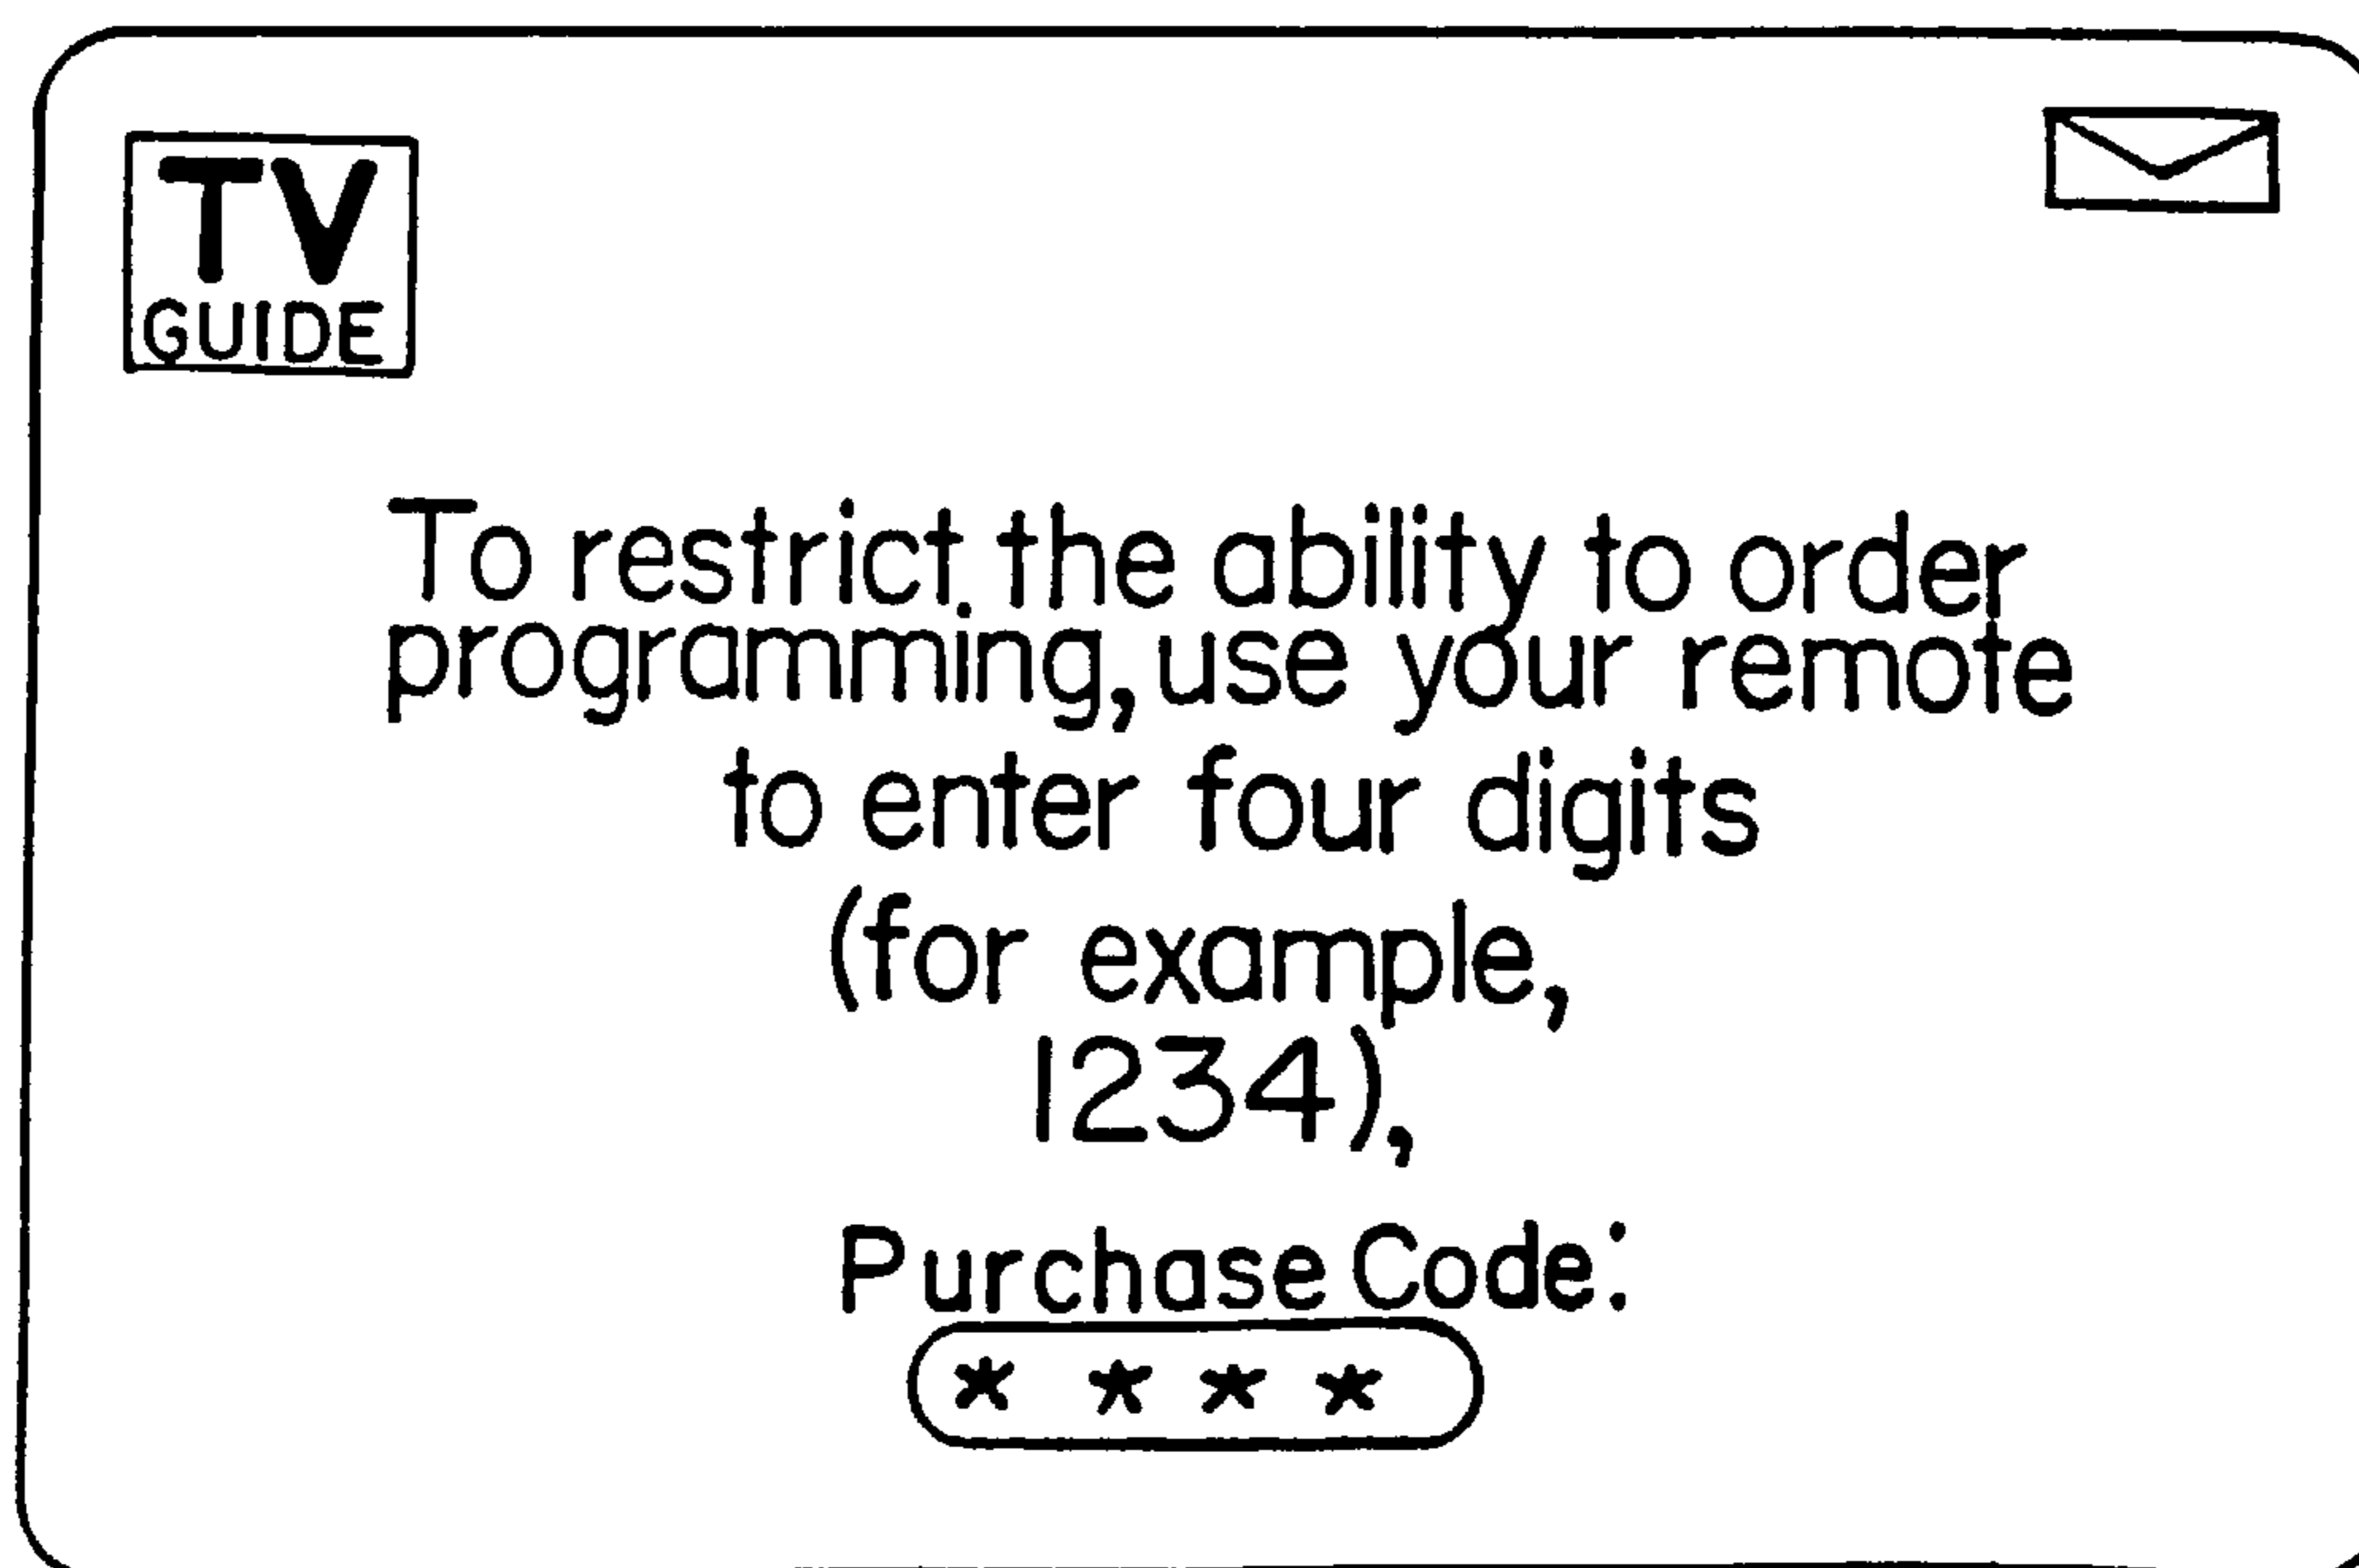 TV
GUIDE
To restrict the ability to order
programming, use your remote
to enter four digits
(for example,
1234),
Purchase Code:
* * * *